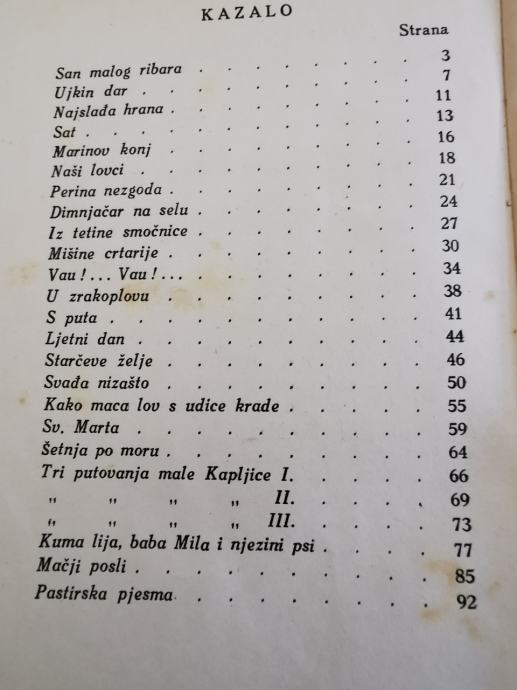 KAZALO
Strana
San malog ribara . . . . . . . 3
Ujkin dar . . . . . . . . 7
Najslađa hrana . . . . . . . . 11
Sat . . . . . . . . . . 13
Marinov konj . . . . . . . . 16
Naši lovci . . . . . . . . 18
Perina nezgoda . . . . . . . . 21
Dimnjačar na selu . . . . . . . 24
Iz tetine smočnice . . . . . . . 27
Mišine crtarije . . . . . . . . 30
Vau ! . . . Vau ! . . . . . . . . . 34
U zrakoplovu . . . . . . . . 38
S puta . . . . . . . . . 41
Ljetni dan . . . . . . . . . 44
Starčeve želje . . . . . . . . 46
Svađa nizašto . . . . . . . . 50
Kako maca lov s udice krade . . . . . 55
Sv. Marta . . . . . . . . 59
Šetnja po moru . . . . . . . . 64
Tri putovanja male Kapljice I. . . . . 66
„ „ „ „ II. . . . . 69
„ „ „ „ III. . . . . 73
Kuma lija, baba Mila i njezini psi . . . . 77
Mačji posli . . . . . . . . . 85
Pastirska pjesma . . . . . . . . 92